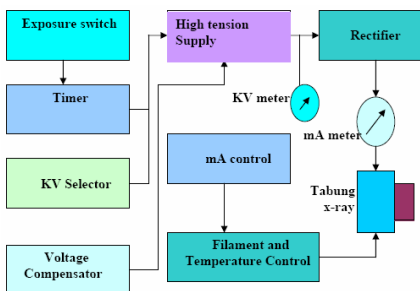 Exposure switch
High tension
Supply
Rectifier
Timer
KV meter
mA meter
KV Selector
mA control
Tabung
x-ray
Voltage
Compensator
Filament and
Temperature Control